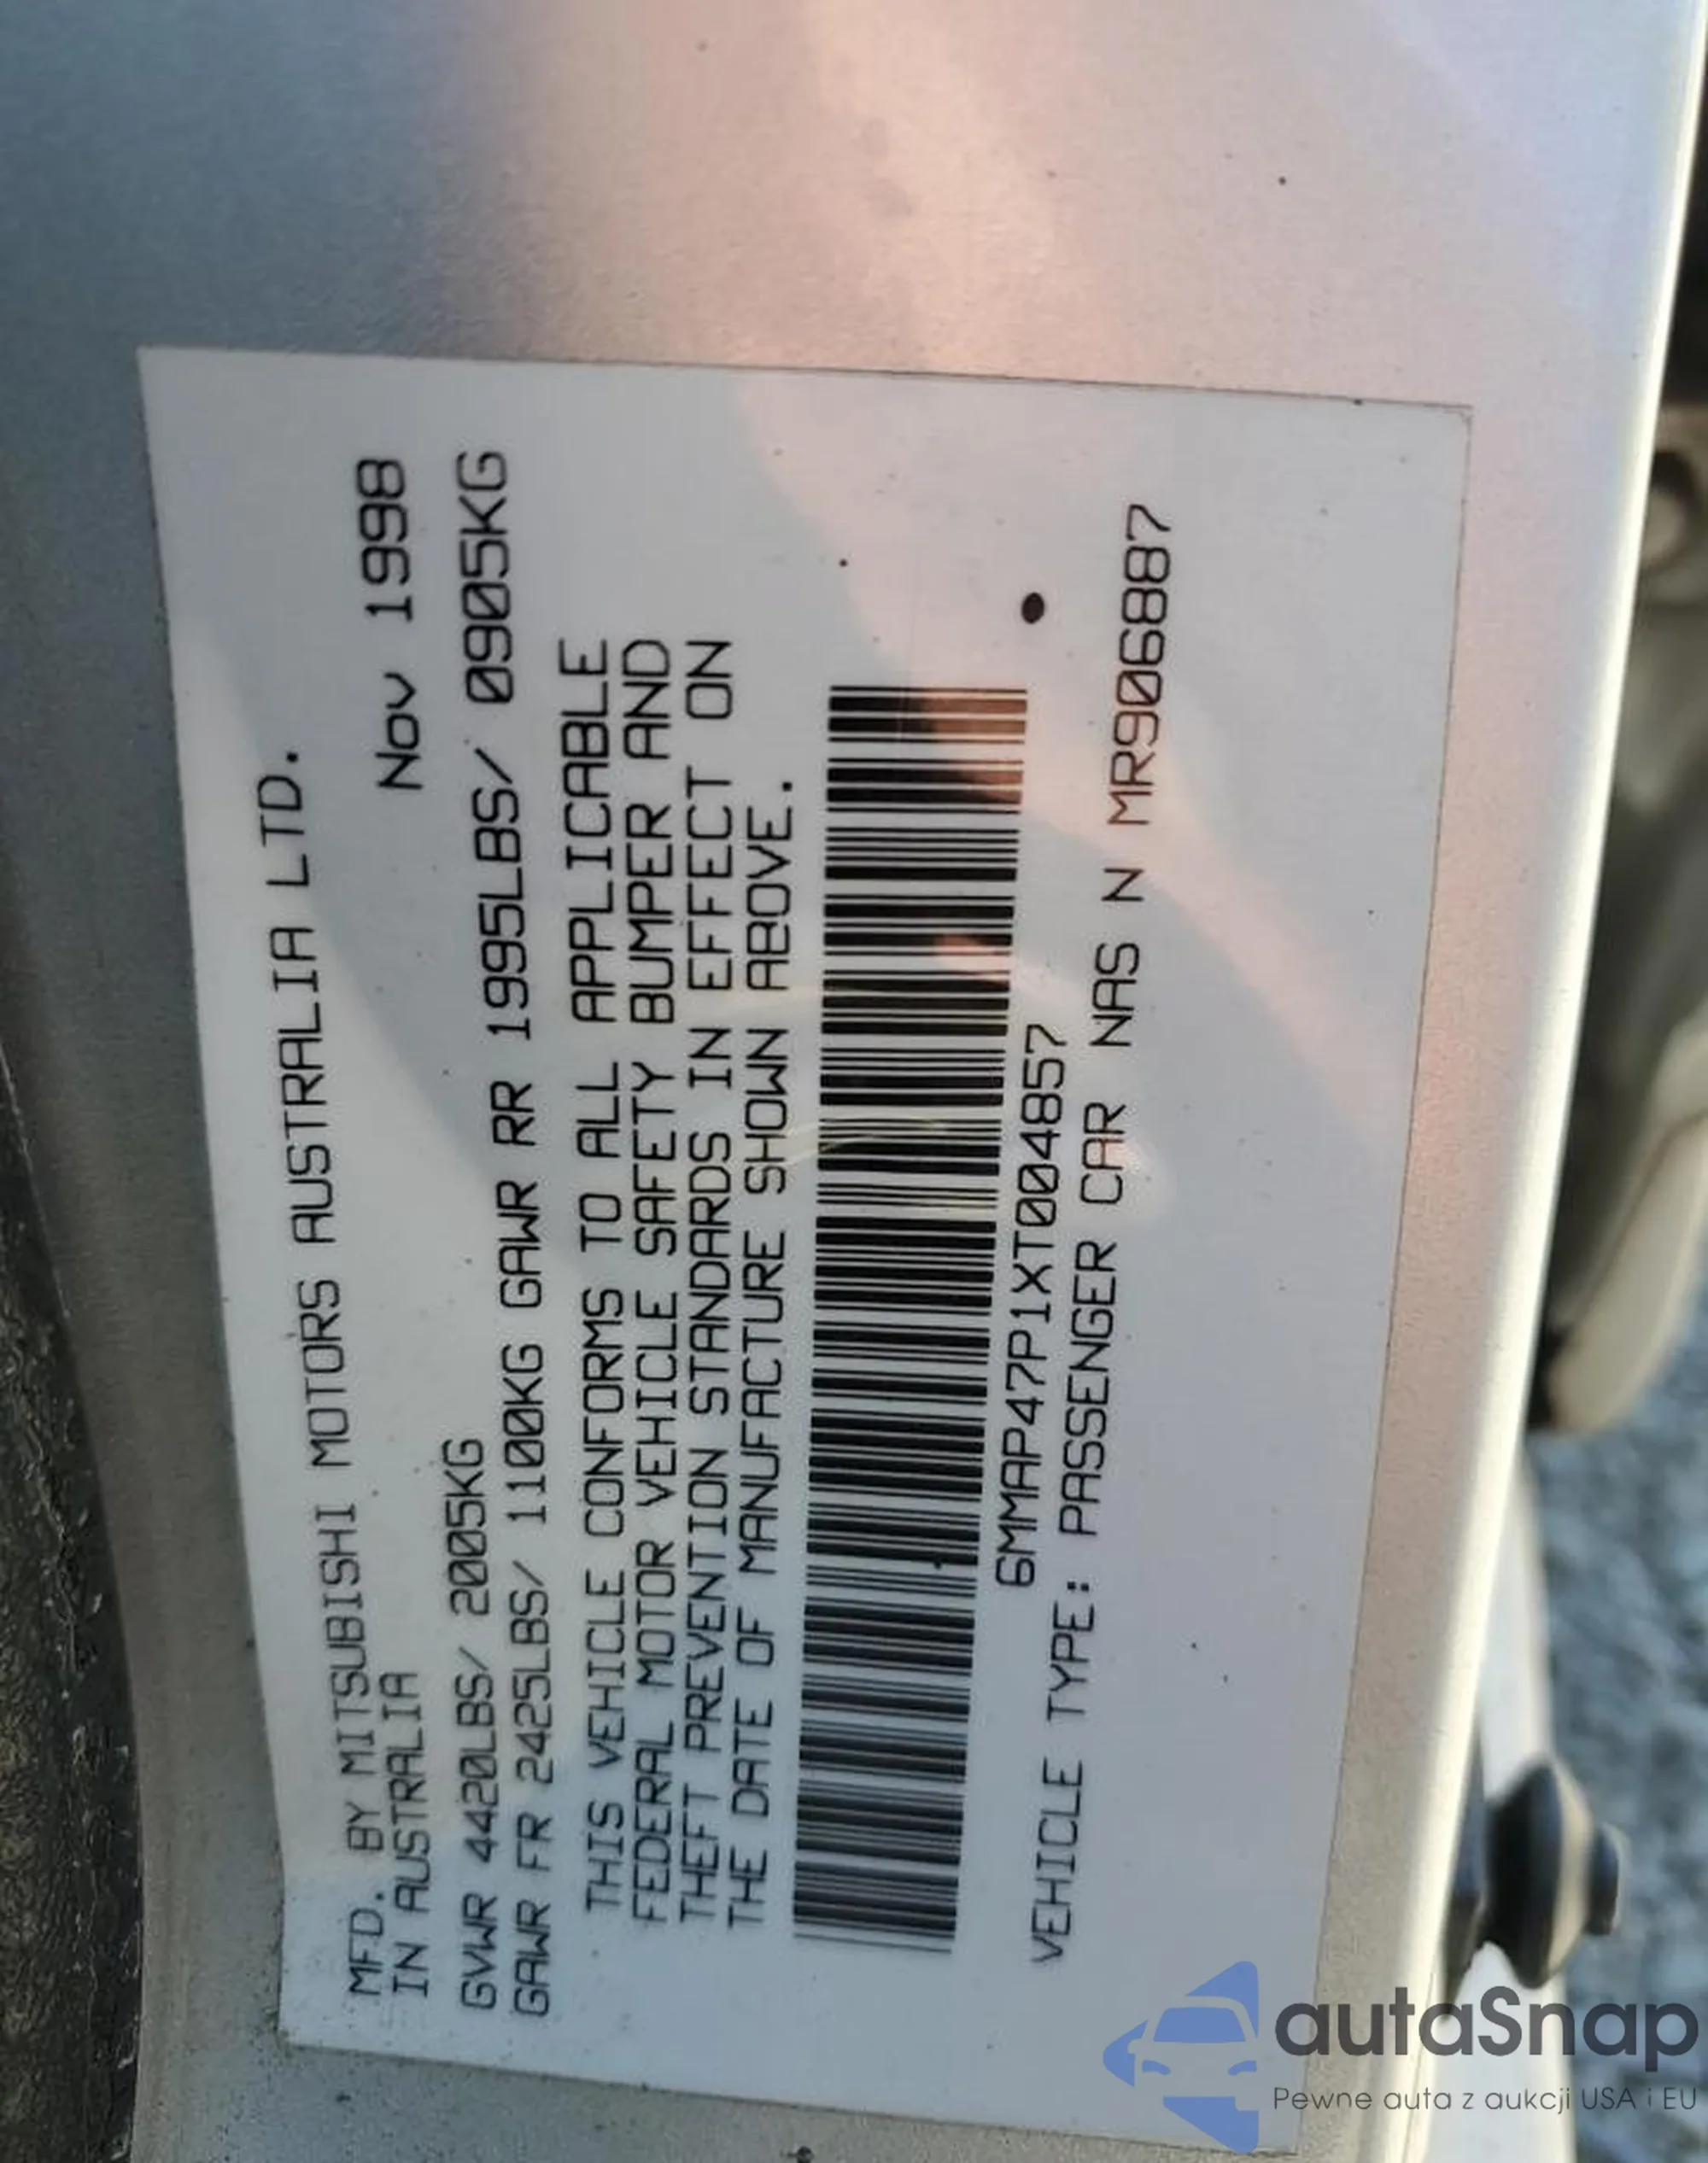 MFD. BY MITSUBISHI MOTORS AUSTRALIA LTD.
IN AUSTRALIA Nov 1998
GVWR 4420LBS/ 2005KG
GAWR FR 2425LBS/ 1100KG GAWR RR 1995LBS/ 0905KG
THIS VEHICLE CONFORMS TO ALL APPLICABLE
FEDERAL MOTOR VEHICLE SAFETY BUMPER AND
THEFT PREVENTION STANDARDS IN EFFECT ON
THE DATE OF MANUFACTURE SHOWN ABOVE.
6MMAP47P1XT004857
VEHICLE TYPE: PASSENGER CAR NAS N MR906887
autaSnap
Pewne auta z aukcji USA i EU